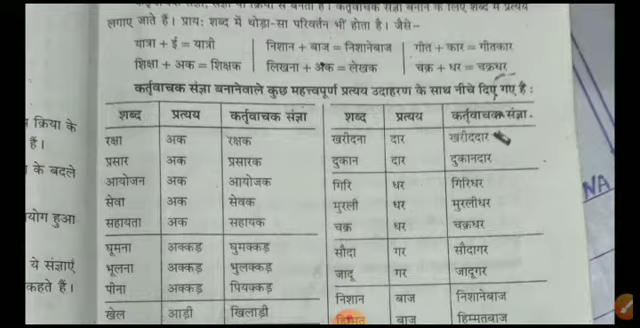 लगाए जाते हैं। प्राय: शब्द में थोड़ा-सा परिवर्तन भी होता है। जैसे–
यात्रा + ई = यात्री
निशान + बाज = निशानेबाज
गीत + कार = गीतकार
शिक्षा + अक = शिक्षक
लिखना + अक = लेखक
चक्र + धर = चक्रधर
कर्तृवाचक संज्ञा बनानेवाले कुछ महत्त्वपूर्ण प्रत्यय उदाहरण के साथ नीचे दिए गए हैं :
शब्द प्रत्यय कर्तृवाचक संज्ञा
रक्षा अक रक्षक
प्रसार अक प्रसारक
आयोजन अक आयोजक
सेवा अक सेवक
सहायता अक सहायक
घूमना अक्कड़ घुमक्कड़
भूलना अक्कड़ भुलक्कड़
पीना अक्कड़ पियक्कड़
खेल आड़ी खिलाड़ी
शब्द प्रत्यय कर्तृवाचक संज्ञा
खरीदना दार खरीददार
दुकान दार दुकानदार
गिरि धर गिरिधर
मुरली धर मुरलीधर
चक्र धर चक्रधर
सौदा गर सौदागर
जादू गर जादूगर
निशान बाज निशानेबाज
हिम्मत बाज हिम्मतबाज
क्रिया के
हैं।
के बदले
योग हुआ
ये संज्ञाएँ
कहते हैं।
NA